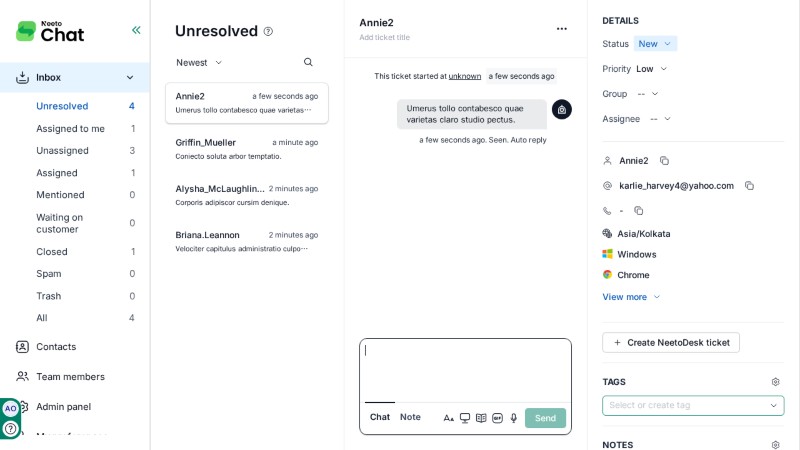 Neeto
Chat
Inbox
Unresolved 4
Assigned to me 1
Unassigned 3
Assigned 1
Mentioned 0
Waiting on
customer 0
Closed 1
Spam 0
Trash 0
All 4
Contacts
Team members
Admin panel
AO
Unresolved
Newest
Annie2 a few seconds ago
Umerus tollo contabesco quae varietas···
Griffin_Mueller a minute ago
Coniecto soluta arbor temptatio.
Alysha_McLaughlin... 2 minutes ago
Corporis adipiscor cursim denique.
Briana.Leannon 2 minutes ago
Velociter capitulus administratio culpo···
Annie2
Add ticket title
This ticket started at unknown a few seconds ago
Umerus tollo contabesco quae
varietas claro studio pectus.
a few seconds ago. Seen. Auto reply
Chat Note
GIF
Send
DETAILS
Status New
Priority Low
Group --
Assignee --
Annie2
karlie_harvey4@yahoo.com
-
Asia/Kolkata
Windows
Chrome
View more
+ Create NeetoDesk ticket
TAGS
Select or create tag
NOTES